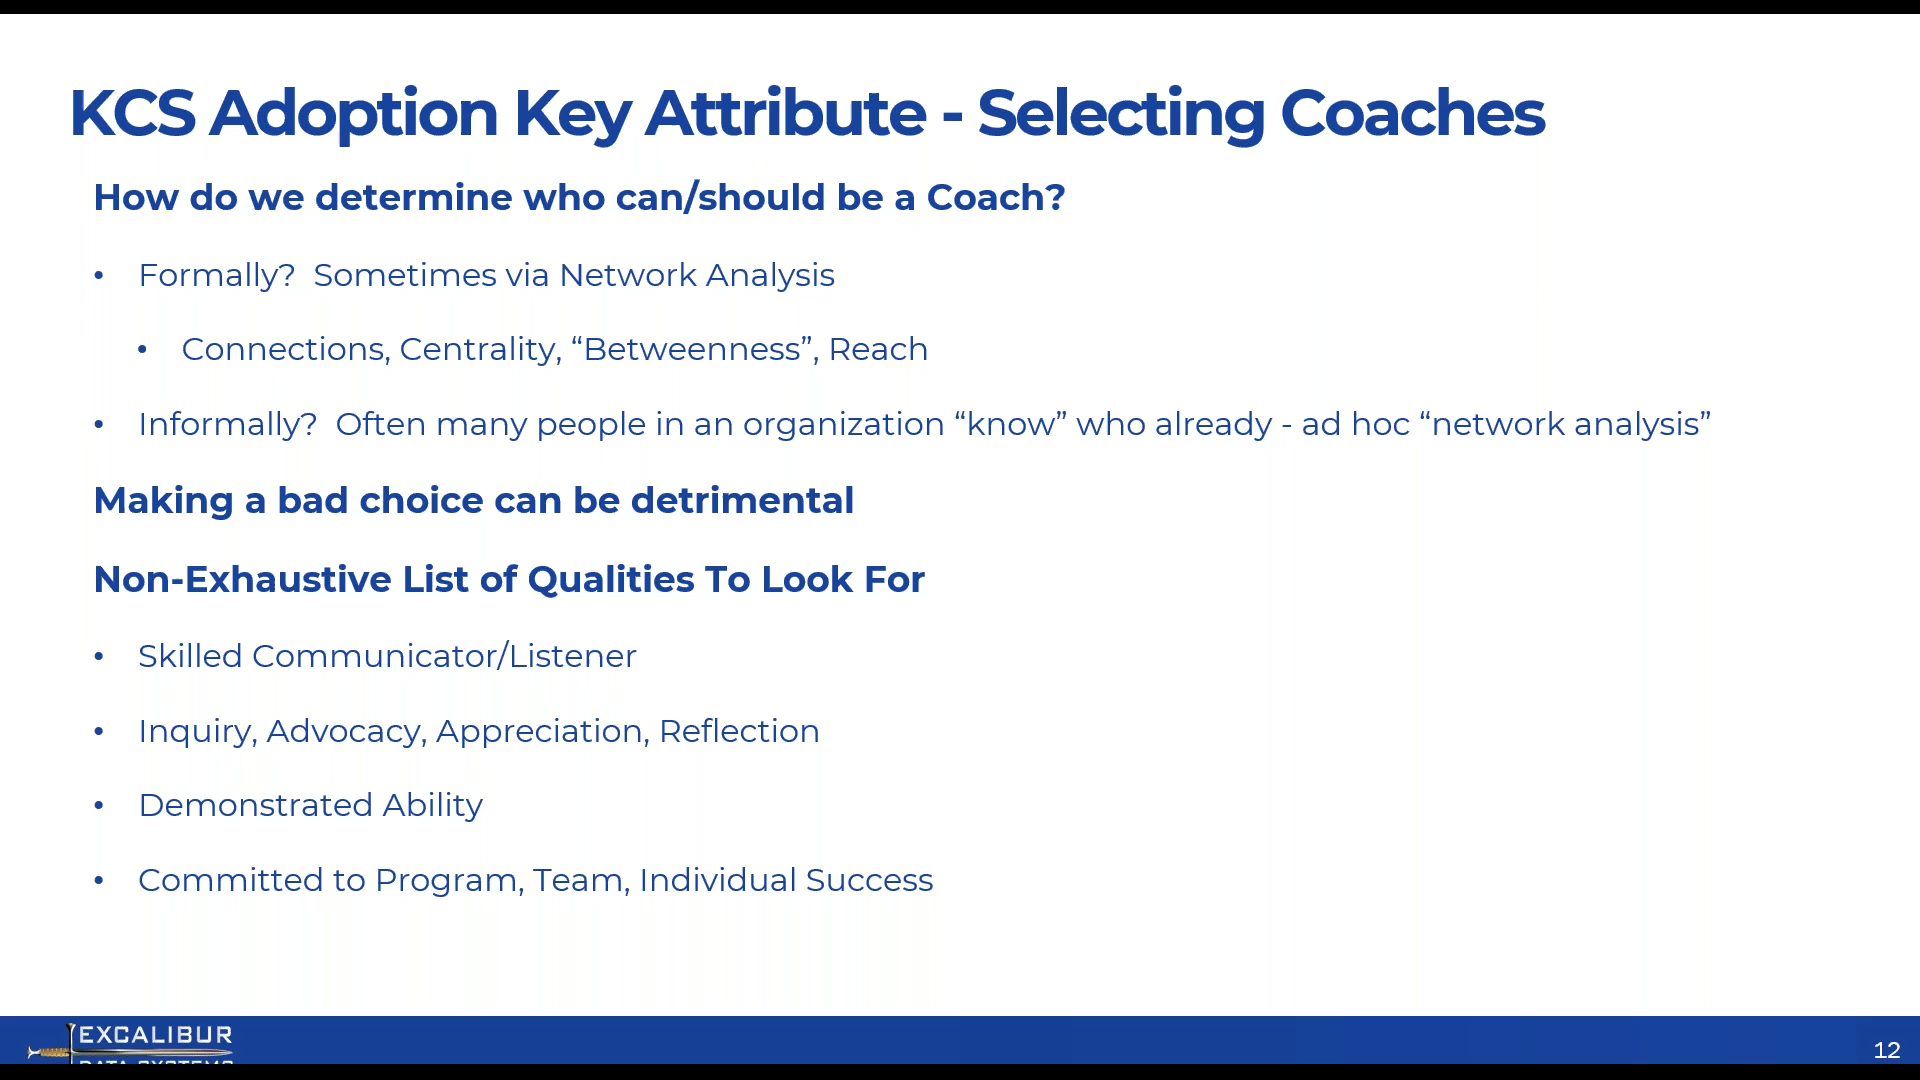 KCS Adoption Key Attribute - Selecting Coaches
How do we determine who can/should be a Coach?
• Formally?  Sometimes via Network Analysis
• Connections, Centrality, “Betweenness”, Reach
• Informally?  Often many people in an organization “know” who already - ad hoc “network analysis”
Making a bad choice can be detrimental
Non-Exhaustive List of Qualities To Look For
• Skilled Communicator/Listener
• Inquiry, Advocacy, Appreciation, Reflection
• Demonstrated Ability
• Committed to Program, Team, Individual Success
EXCALIBUR
DATA SYSTEMS
12